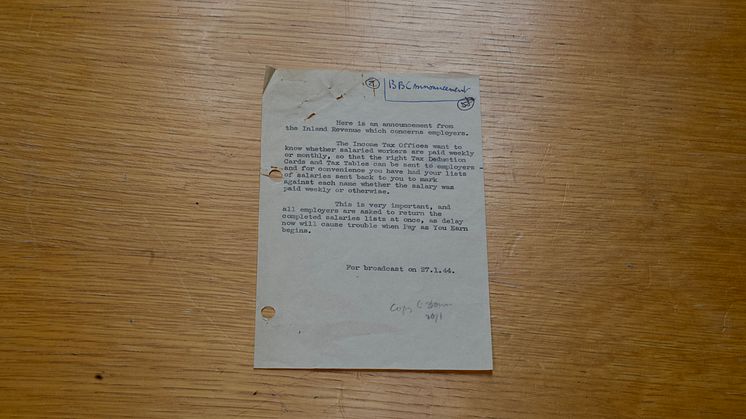 BBC Announcement
Here is an announcement from
the Inland Revenue which concerns employers.
The Income Tax Offices want to
know whether salaried workers are paid weekly
or monthly, so that the right Tax Deduction
Cards and Tax Tables can be sent to employers -
and for convenience you have had your lists
of salaries sent back to you to mark
against each name whether the salary was
paid weekly or otherwise.
This is very important, and
all employers are asked to return the
completed salaries lists at once, as delay
now will cause trouble when Pay as You Earn
begins.
For broadcast on 27.1.44.
Copy
20/1